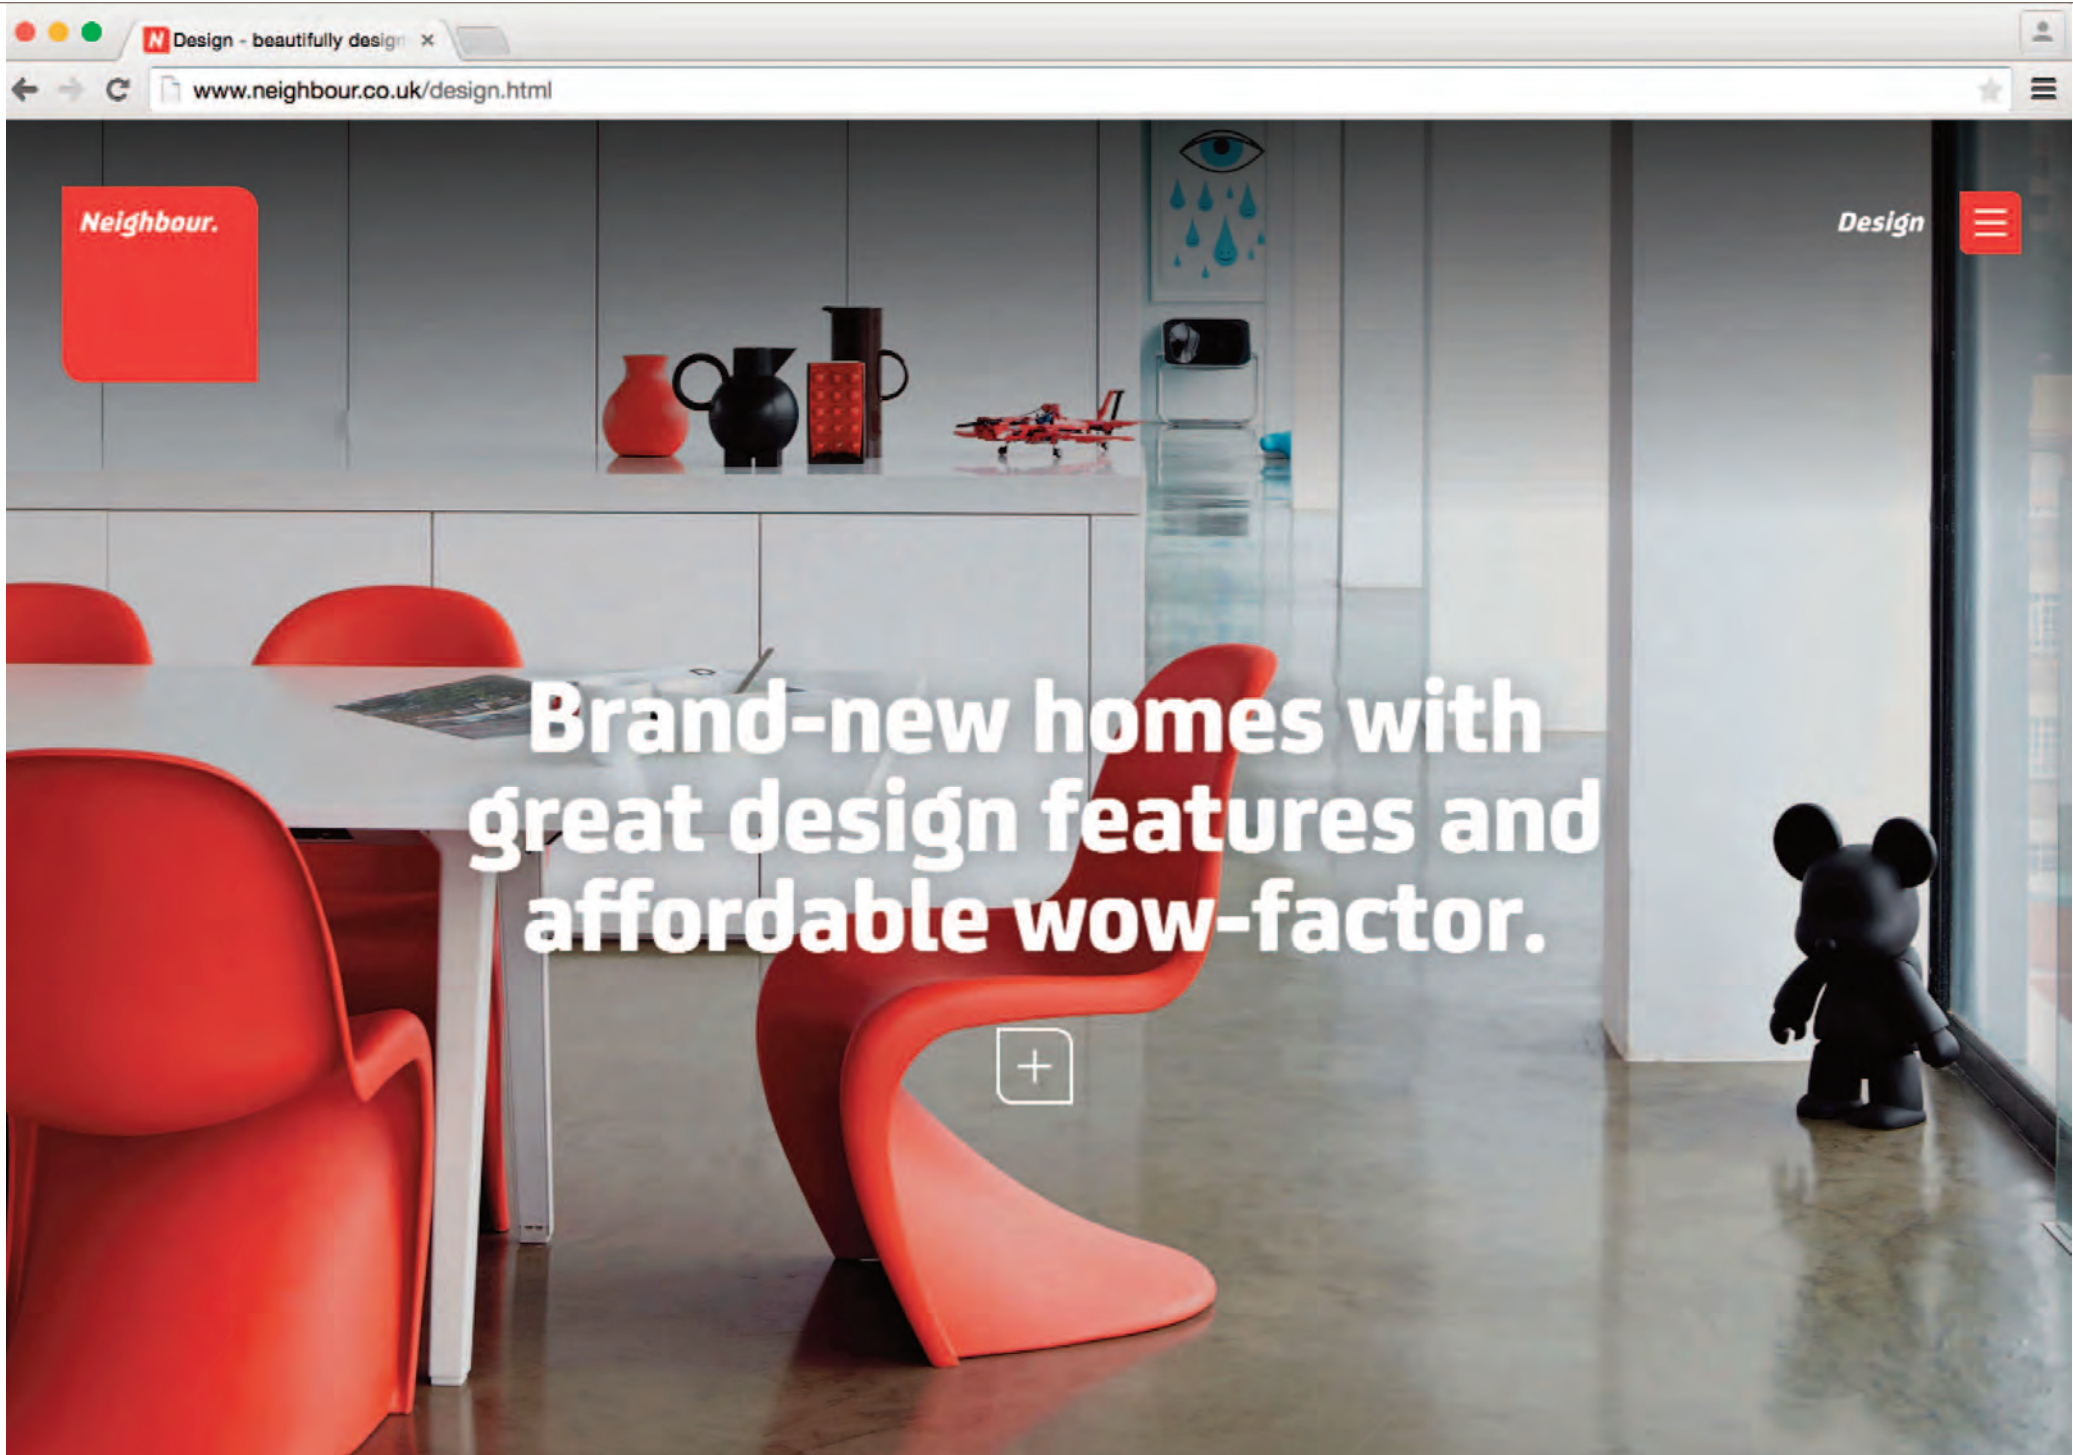 N Design - beautifully desig
www.neighbour.co.uk/design.html
Neighbour.
Design
Brand-new homes with
great design features and
affordable wow-factor.